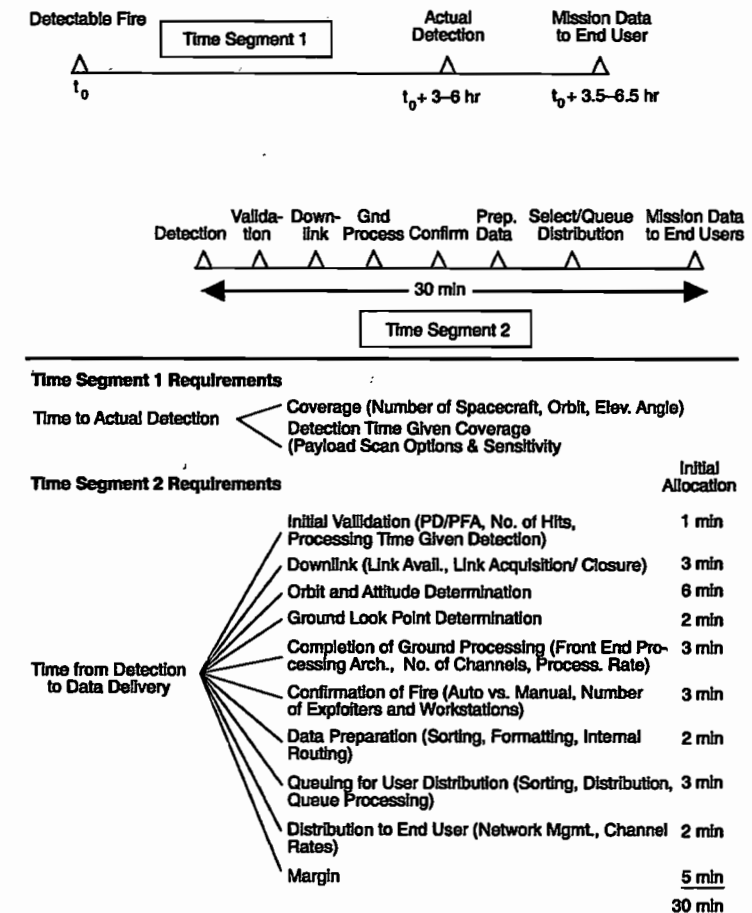 Detectable Fire
Time Segment 1
Actual
Detection
Mission Data
to End User
t0
t0 + 3–6 hr
t0 + 3.5–6.5 hr
Detection
Valida-
tion
Down-
link
Gnd
Process
Confirm
Prep.
Data
Select/Queue
Distribution
Mission Data
to End Users
30 min
Time Segment 2
Time Segment 1 Requirements
Time to Actual Detection
Coverage (Number of Spacecraft, Orbit, Elev. Angle)
Detection Time Given Coverage
(Payload Scan Options & Sensitivity
Time Segment 2 Requirements
Initial
Allocation
Time from Detection
to Data Delivery
Initial Vallidation (PD/PFA, No. of Hits, 1 min
Processing Time Given Detection)
Downlink (Link Avail., Link Acquisition/ Closure) 3 min
Orbit and Attitude Determination 6 min
Ground Look Point Determination 2 min
Completion of Ground Processing (Front End Pro- 3 min
cessing Arch., No. of Channels, Process. Rate)
Confirmation of Fire (Auto vs. Manual, Number 3 min
of Expfoiters and Workstations)
Data Preparation (Sorting, Formatting, Internal 2 min
Routing)
Queuing for User Distribution (Sorting, Distribution, 3 min
Queue Processing)
Distribution to End User (Network Mgmt., Channel 2 min
Rates)
Margin 5 min
30 min